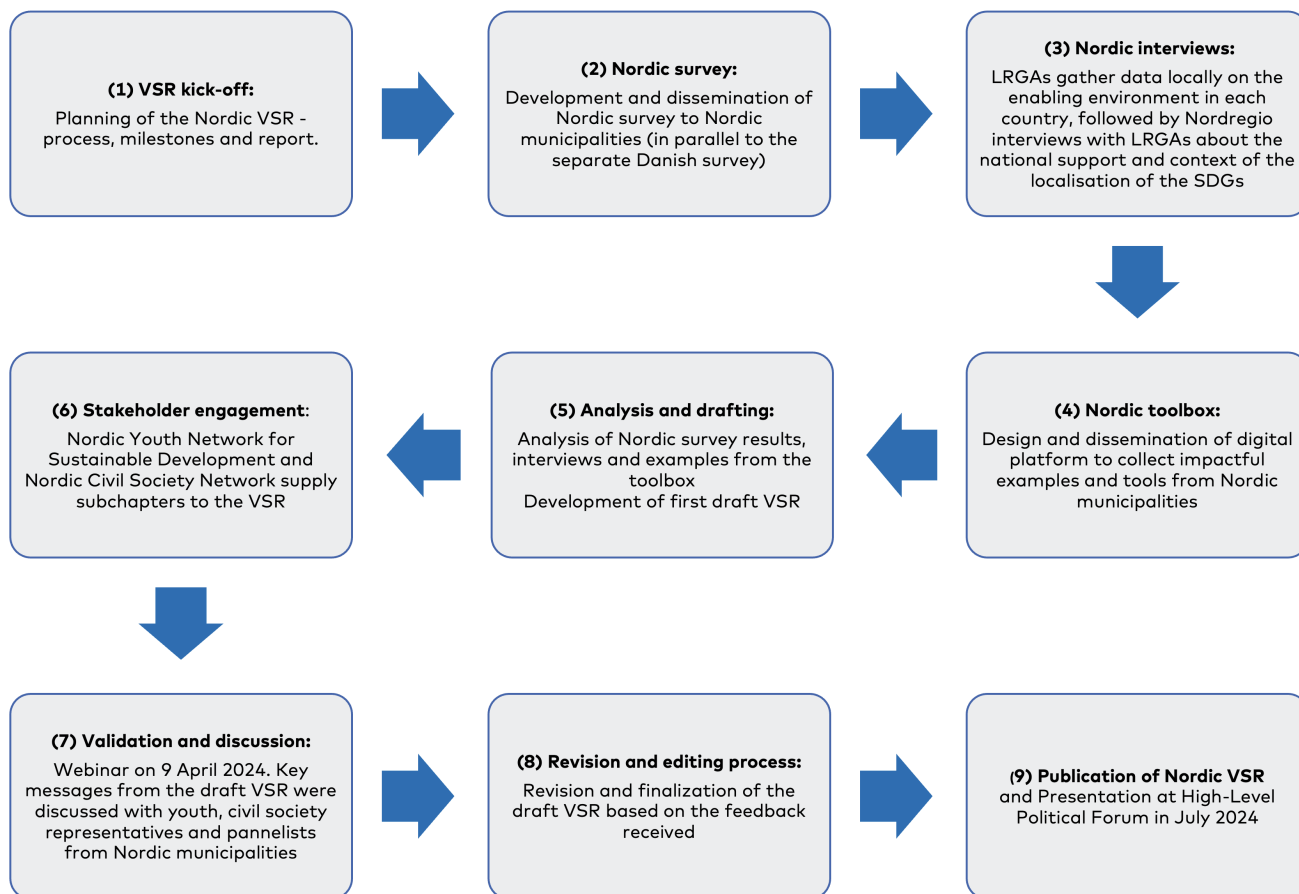 (1) VSR kick-off:
Planning of the Nordic VSR -
process, milestones and report.
(2) Nordic survey:
Development and dissemination of
Nordic survey to Nordic
municipalities (in parallel to the
separate Danish survey)
(3) Nordic interviews:
LRGAs gather data locally on the
enabling environment in each
country, followed by Nordregio
interviews with LRGAs about the
national support and context of the
localisation of the SDGs
(4) Nordic toolbox:
Design and dissemination of digital
platform to collect impactful
examples and tools from Nordic
municipalities
(5) Analysis and drafting:
Analysis of Nordic survey results,
interviews and examples from the
toolbox
Development of first draft VSR
(6) Stakeholder engagement:
Nordic Youth Network for
Sustainable Development and
Nordic Civil Society Network supply
subchapters to the VSR
(7) Validation and discussion:
Webinar on 9 April 2024. Key
messages from the draft VSR were
discussed with youth, civil society
representatives and pannelists
from Nordic municipalities
(8) Revision and editing process:
Revision and finalization of the
draft VSR based on the feedback
received
(9) Publication of Nordic VSR
and Presentation at High-Level
Political Forum in July 2024